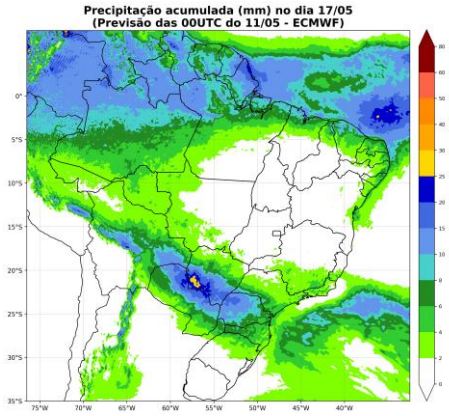 Precipitação acumulada (mm) no dia 17/05
(Previsão das 00UTC do 11/05 - ECMWF)
80
60
50
40
30
25
20
15
10
8
6
4
2
0
0°
5°S
10°S
15°S
20°S
25°S
30°S
35°S
75°W 70°W 65°W 60°W 55°W 50°W 45°W 40°W